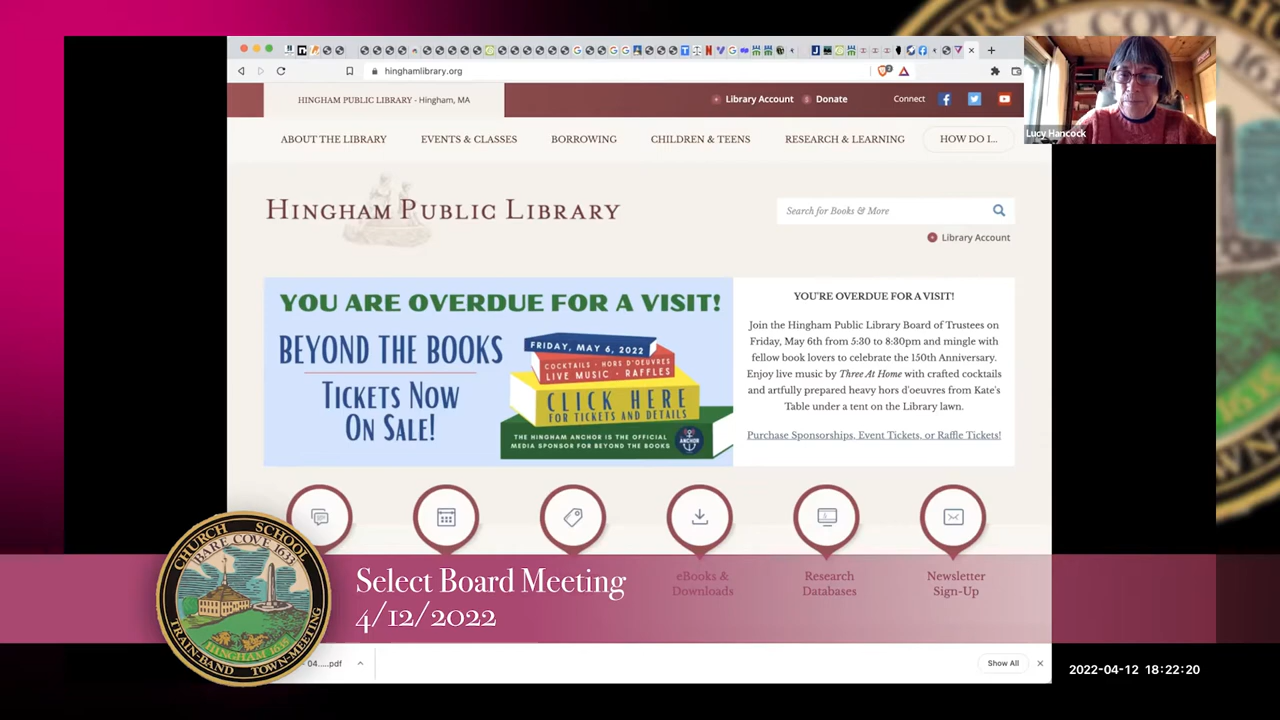 hinghamlibrary.org
HINGHAM PUBLIC LIBRARY - Hingham, MA
Library Account
Donate
Connect
Lucy Hancock
ABOUT THE LIBRARY
EVENTS & CLASSES
BORROWING
CHILDREN & TEENS
RESEARCH & LEARNING
HOW DO I...
HINGHAM PUBLIC LIBRARY
Search for Books & More
Library Account
YOU ARE OVERDUE FOR A VISIT!
BEYOND THE BOOKS
TICKETS NOW
ON SALE!
FRIDAY, MAY 6, 2022
COCKTAILS · HORS D'OEUVRES
LIVE MUSIC · RAFFLES
CLICK HERE
FOR TICKETS AND DETAILS
THE HINGHAM ANCHOR IS THE OFFICIAL
MEDIA SPONSOR FOR BEYOND THE BOOKS
ANCHOR
YOU'RE OVERDUE FOR A VISIT!
Join the Hingham Public Library Board of Trustees on
Friday, May 6th from 5:30 to 8:30pm and mingle with
fellow book lovers to celebrate the 150th Anniversary.
Enjoy live music by Three At Home with crafted cocktails
and artfully prepared heavy hors d'oeuvres from Kate's
Table under a tent on the Library lawn.
Purchase Sponsorships, Event Tickets, or Raffle Tickets!
eBooks &
Downloads
Research
Databases
Newsletter
Sign-Up
CHURCH SCHOOL
BARE COVE 1633
HINGHAM 1635
TRAIN-BAND TOWN-MEETING
Select Board Meeting
4/12/2022
04.....pdf
Show All
2022-04-12 18:22:20